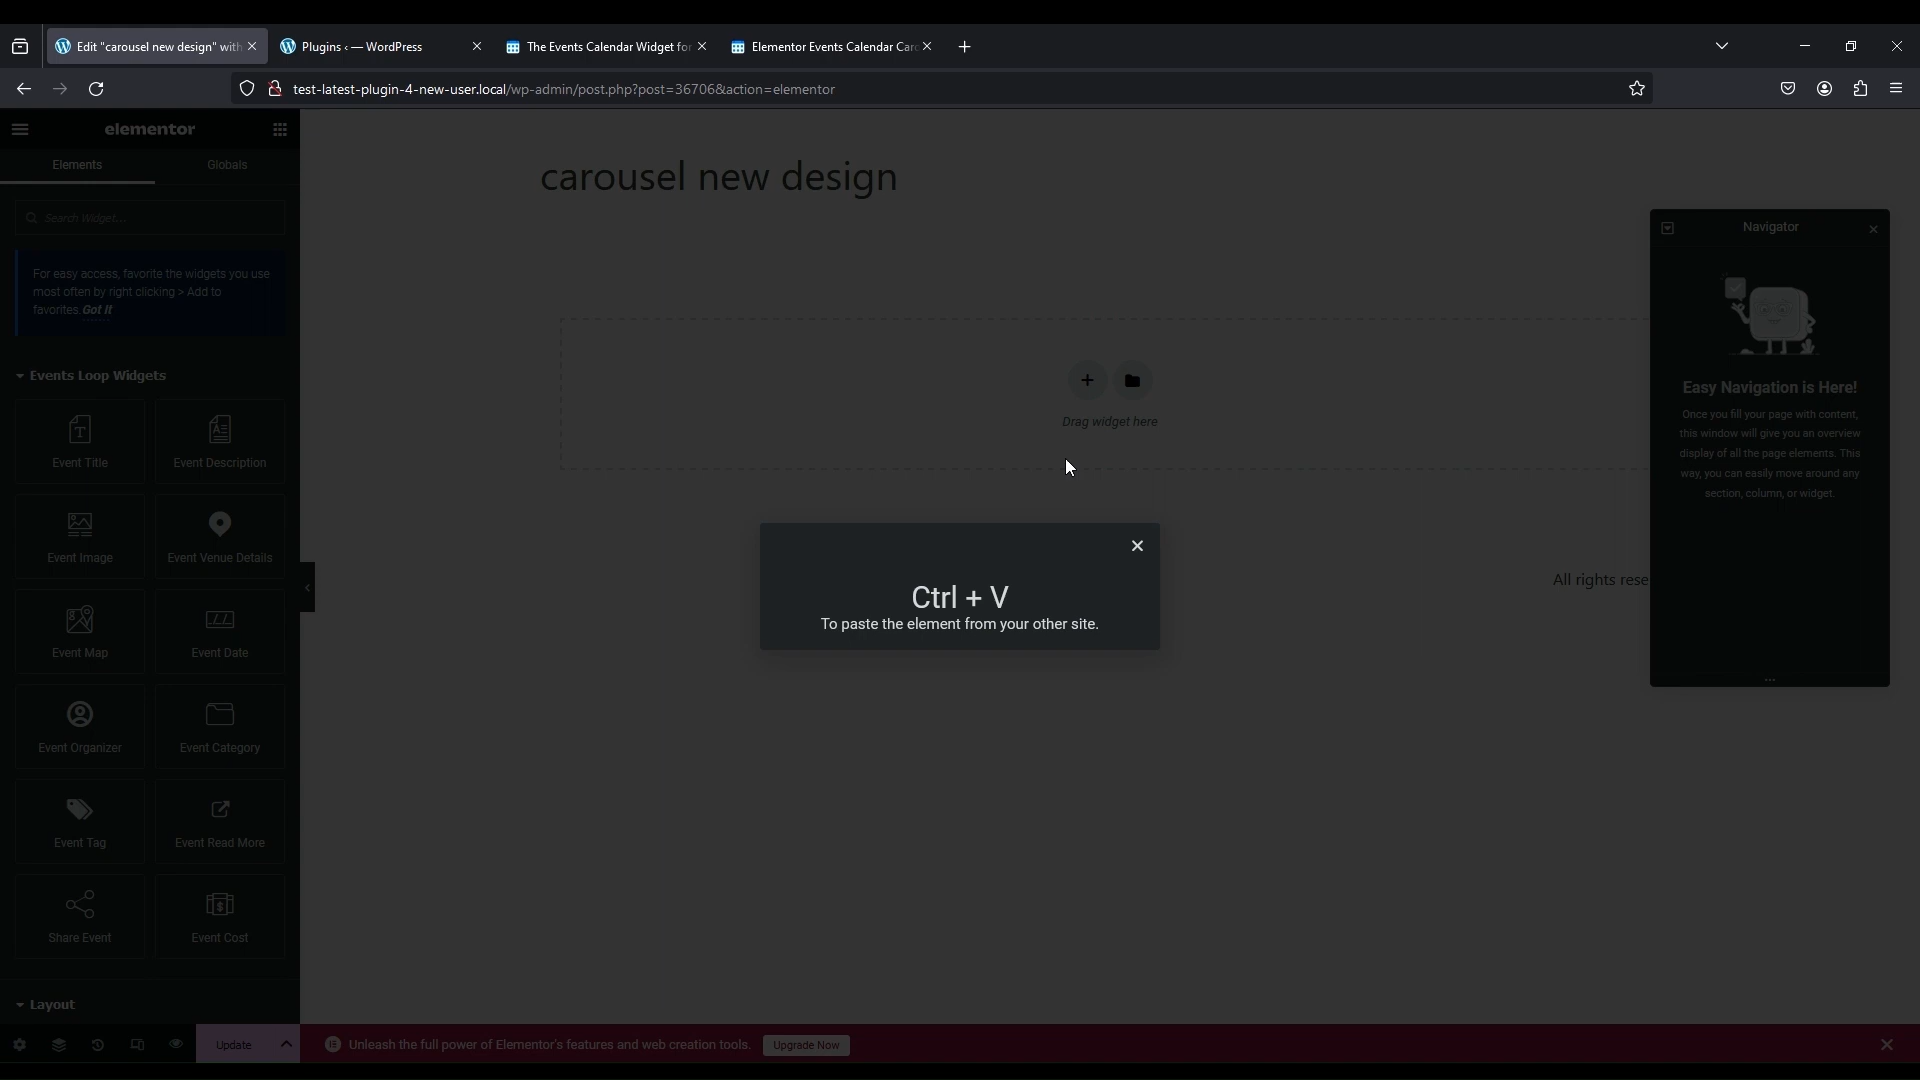 Edit "carousel new design" with
Plugins ‹ — WordPress
The Events Calendar Widget for
Elementor Events Calendar Car
test-latest-plugin-4-new-user.local/wp-admin/post.php?post=36706&action=elementor
elementor
Elements
Globals
Search Widget...
For easy access, favorite the widgets you use
most often by right clicking > Add to
favorites. Got It
Events Loop Widgets
Event Title
Event Description
Event Image
Event Venue Details
Event Map
Event Date
Event Organizer
Event Category
Event Tag
Event Read More
Share Event
Event Cost
Layout
Update
carousel new design
Drag widget here
Ctrl + V
To paste the element from your other site.
All rights rese
Navigator
Easy Navigation is Here!
Once you fill your page with content,
this window will give you an overview
display of all the page elements. This
way, you can easily move around any
section, column, or widget.
Unleash the full power of Elementor's features and web creation tools.
Upgrade Now